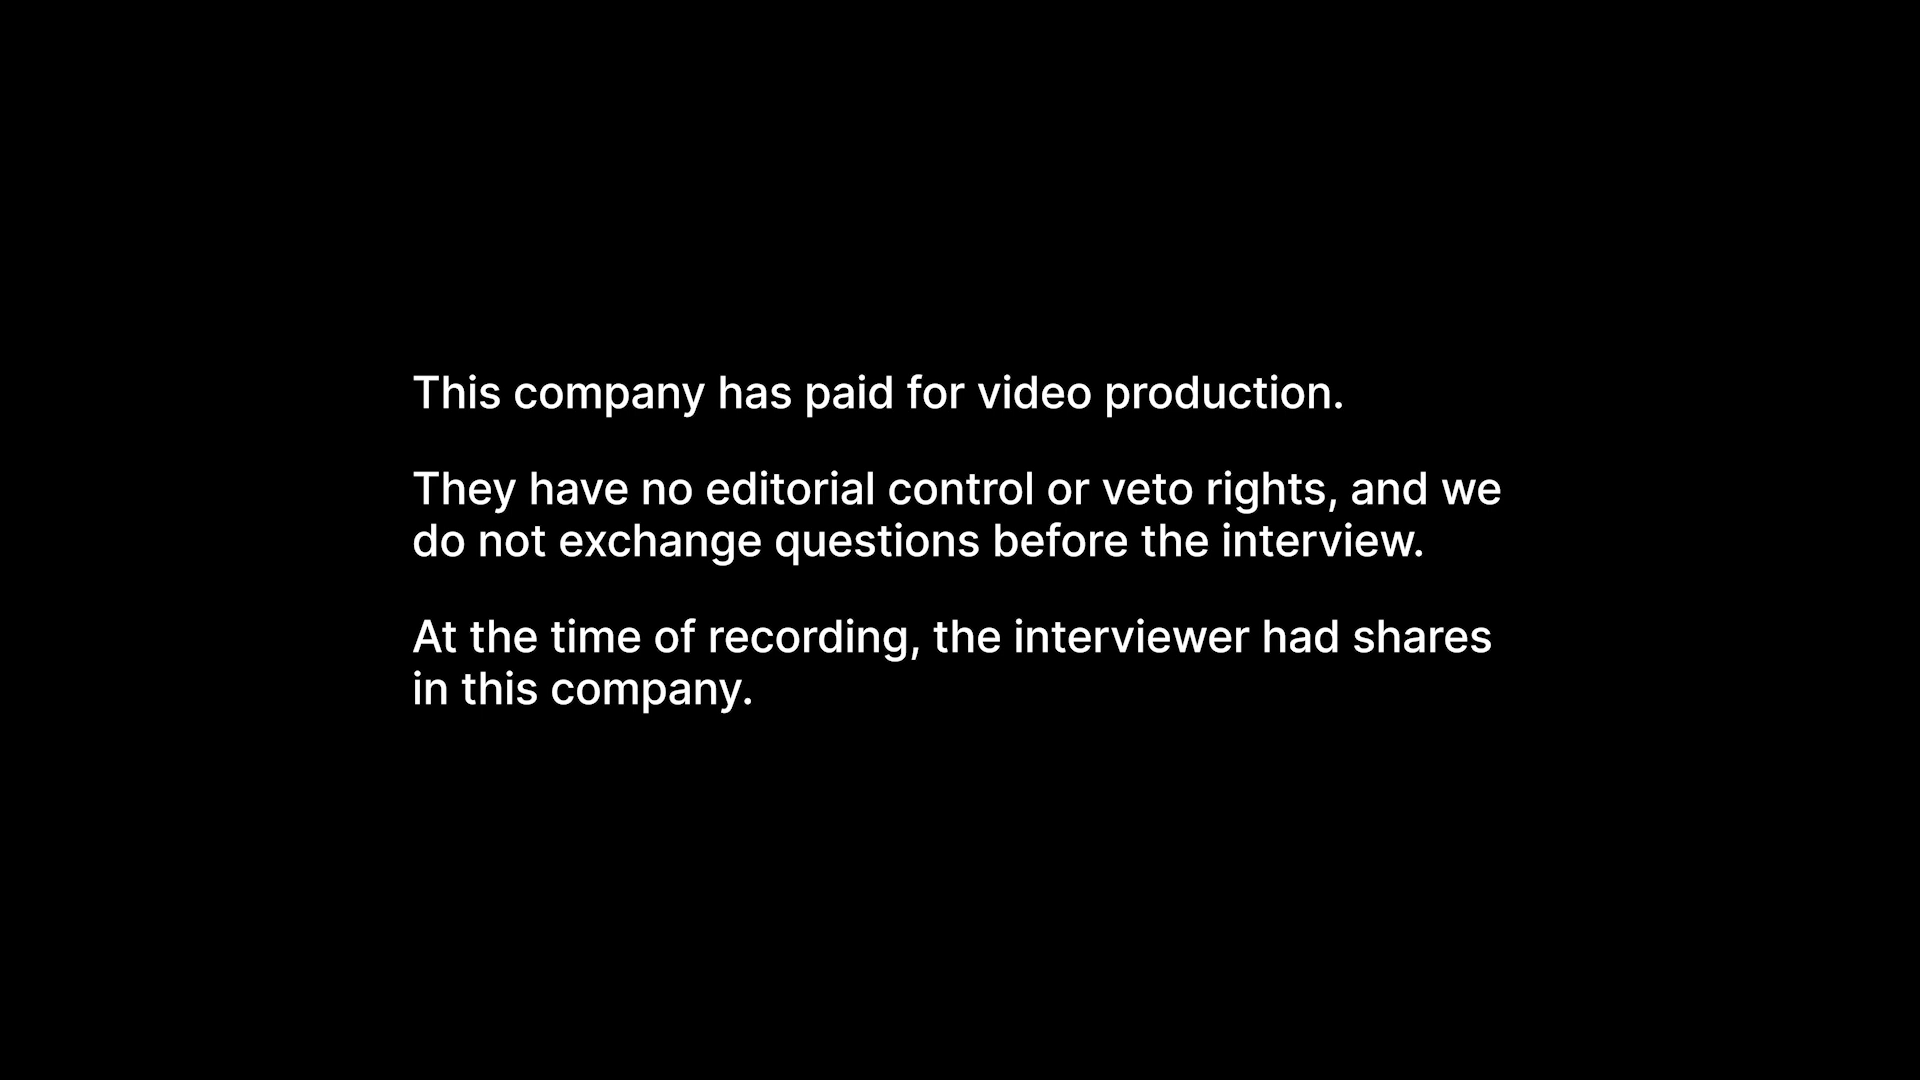 This company has paid for video production.
They have no editorial control or veto rights, and we
do not exchange questions before the interview.
At the time of recording, the interviewer had shares
in this company.